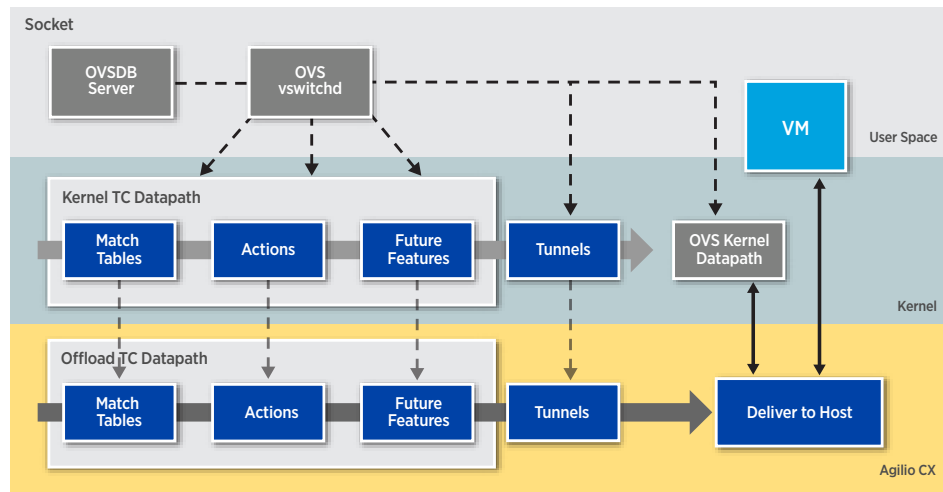 Socket
OVSDB
Server
OVS
vswitchd
VM
User Space
Kernel TC Datapath
Match
Tables
Actions
Future
Features
Tunnels
OVS Kernel
Datapath
Kernel
Offload TC Datapath
Match
Tables
Actions
Future
Features
Tunnels
Deliver to Host
Agilio CX